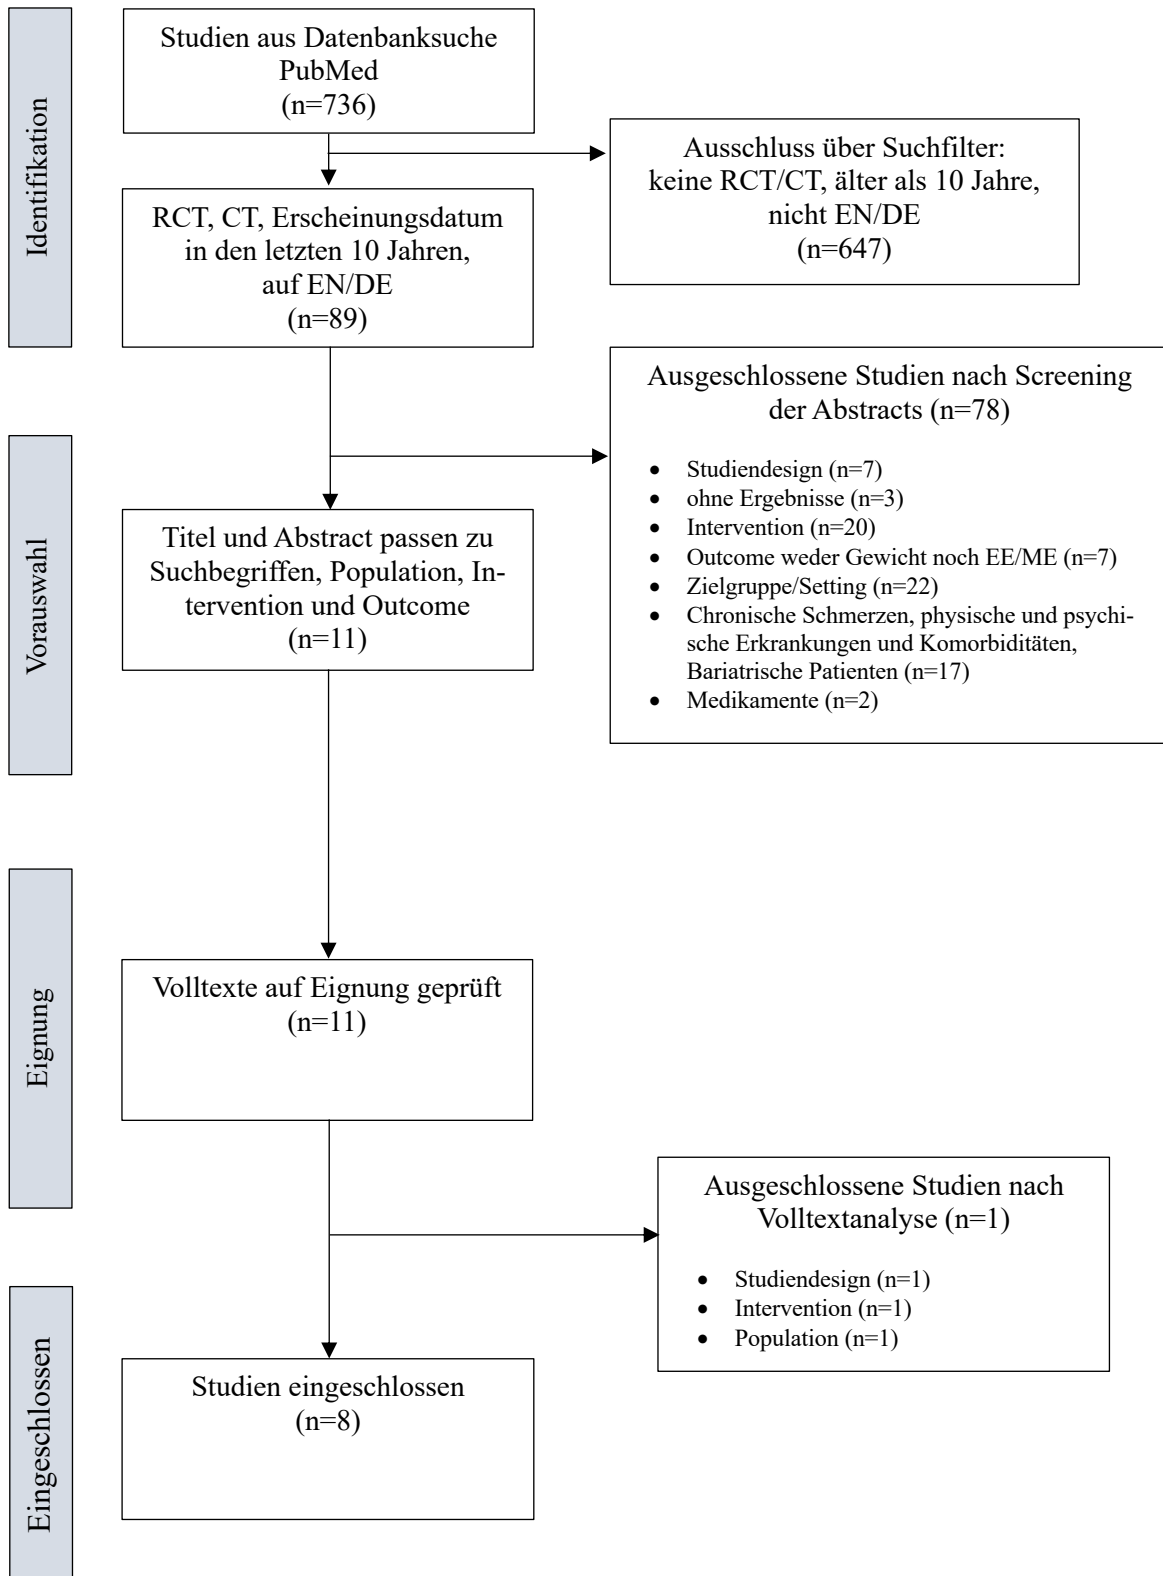 Identifikation
Studien aus Datenbanksuche
PubMed
(n=736)
Ausschluss über Suchfilter:
keine RCT/CT, älter als 10 Jahre,
nicht EN/DE
(n=647)
RCT, CT, Erscheinungsdatum
in den letzten 10 Jahren,
auf EN/DE
(n=89)
Vorauswahl
Ausgeschlossene Studien nach Screening
der Abstracts (n=78)
• Studiendesign (n=7)
• ohne Ergebnisse (n=3)
• Intervention (n=20)
• Outcome weder Gewicht noch EE/ME (n=7)
• Zielgruppe/Setting (n=22)
• Chronische Schmerzen, physische und psychi-
sche Erkrankungen und Komorbiditäten,
Bariatrische Patienten (n=17)
• Medikamente (n=2)
Titel und Abstract passen zu
Suchbegriffen, Population, In-
tervention und Outcome
(n=11)
Eignung
Volltexte auf Eignung geprüft
(n=11)
Ausgeschlossene Studien nach
Volltextanalyse (n=1)
• Studiendesign (n=1)
• Intervention (n=1)
• Population (n=1)
Eingeschlossen
Studien eingeschlossen
(n=8)